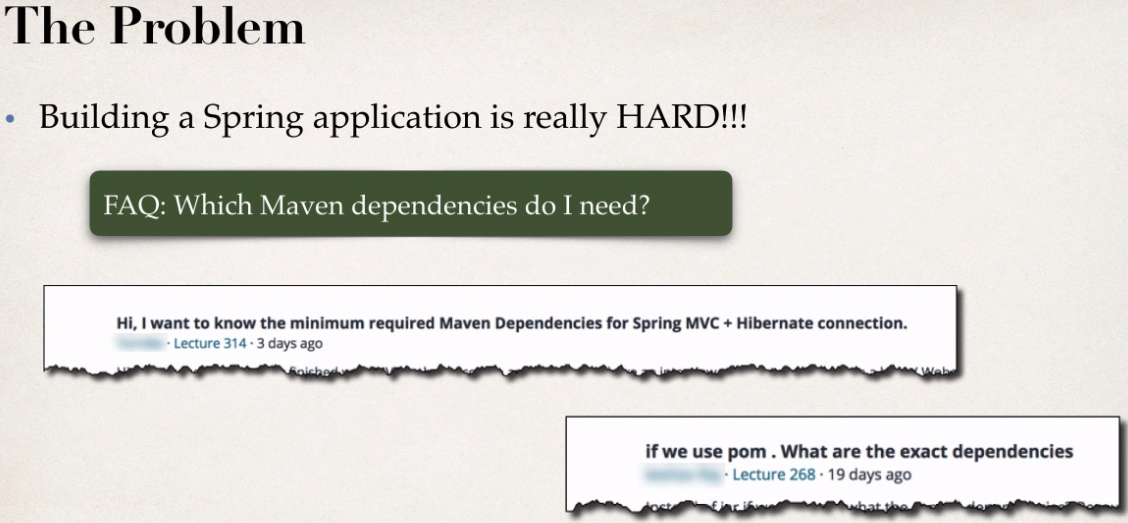 The Problem
• Building a Spring application is really HARD!!!
FAQ: Which Maven dependencies do I need?
Hi, I want to know the minimum required Maven Dependencies for Spring MVC + Hibernate connection.
· Lecture 314 · 3 days ago
finished
if we use pom . What are the exact dependencies
· Lecture 268 · 19 days ago